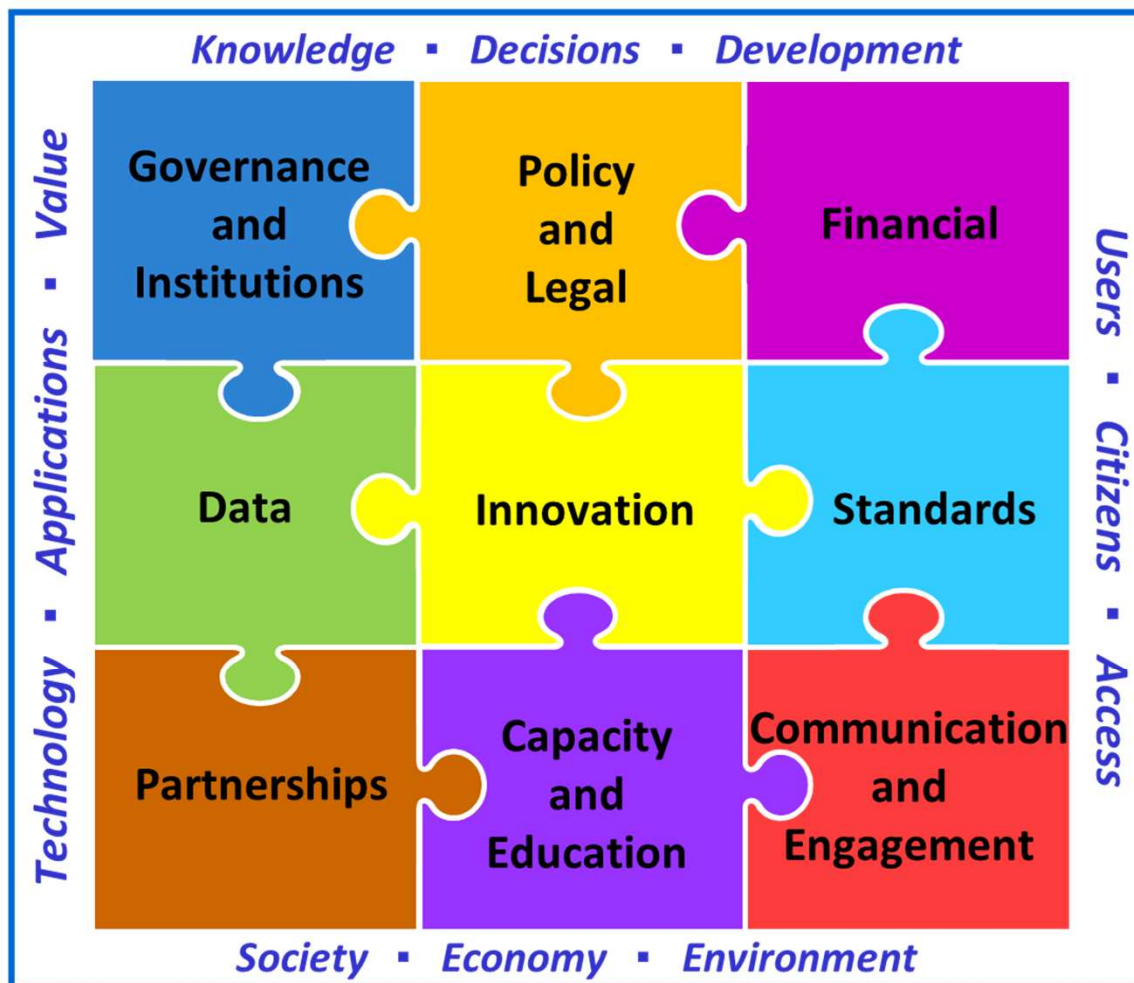 Knowledge ▪ Decisions ▪ Development
Technology ▪ Applications ▪ Value
Governance
and
Institutions
Policy
and
Legal
Financial
Users ▪ Citizens ▪ Access
Data
Innovation
Standards
Partnerships
Capacity
and
Education
Communication
and
Engagement
Society ▪ Economy ▪ Environment